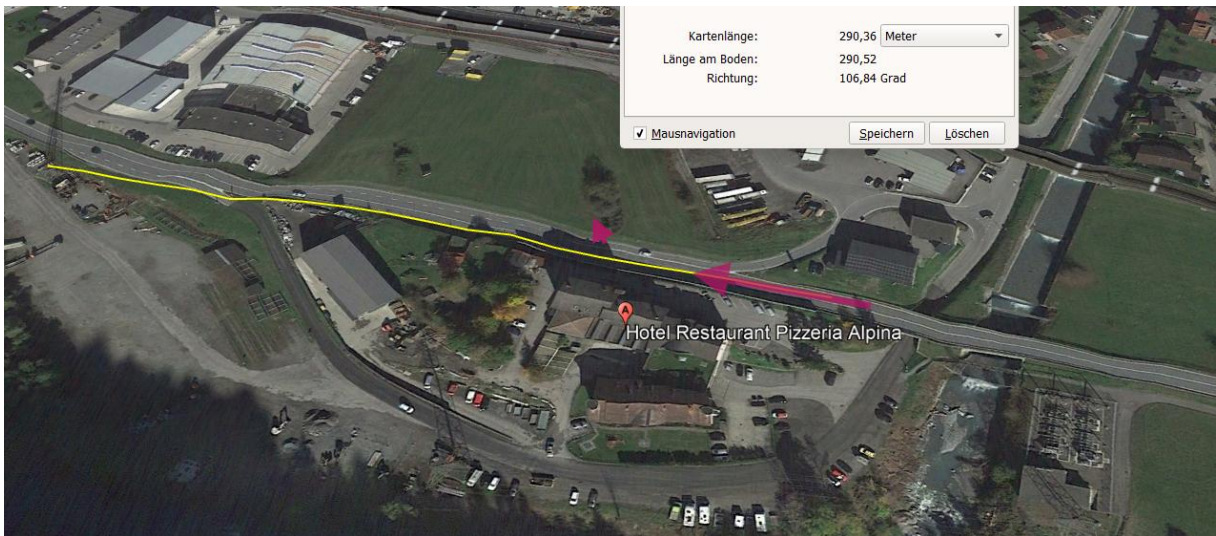 Kartenlänge: 290,36 Meter
Länge am Boden: 290,52
Richtung: 106,84 Grad
Mausnavigation Speichern Löschen
A
Hotel Restaurant Pizzeria Alpina